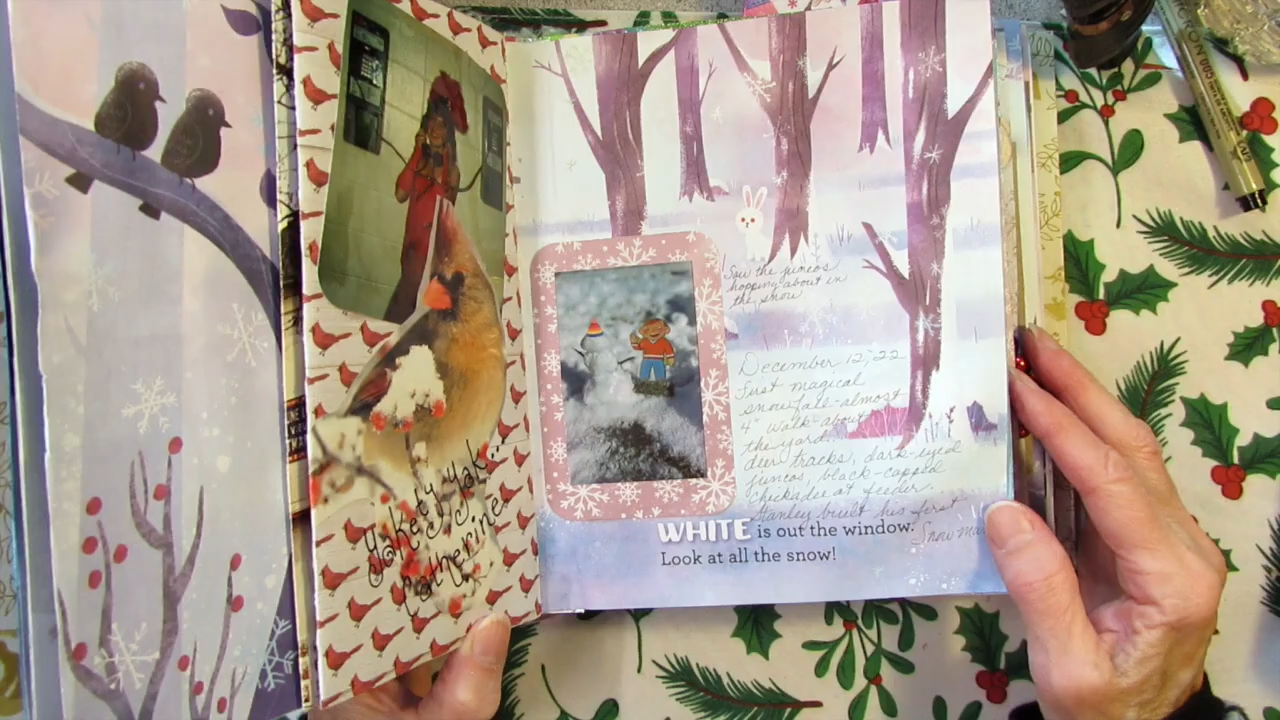 Yakety Yak...
Catherine
Saw the juncos
hopping about in
the snow
December 12, '22
First magical
snowfall-almost
4" walk-about
the yard
deer tracks, dark-eyed
juncos, black-capped
chickadee at feeder.
Stanley built his first
Snow ma
WHITE is out the window.
Look at all the snow!